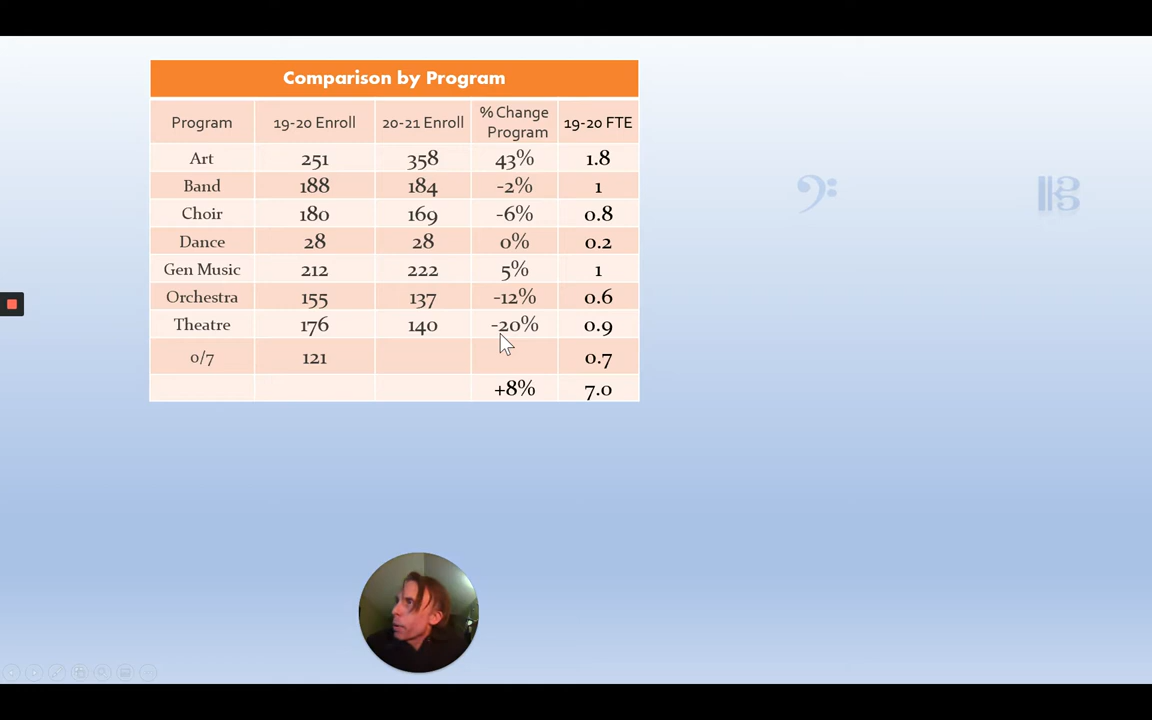 Comparison by Program
Program 19-20 Enroll 20-21 Enroll % Change Program 19-20 FTE
Art 251 358 43% 1.8
Band 188 184 -2% 1
Choir 180 169 -6% 0.8
Dance 28 28 0% 0.2
Gen Music 212 222 5% 1
Orchestra 155 137 -12% 0.6
Theatre 176 140 -20% 0.9
0/7 121 0.7
+8% 7.0